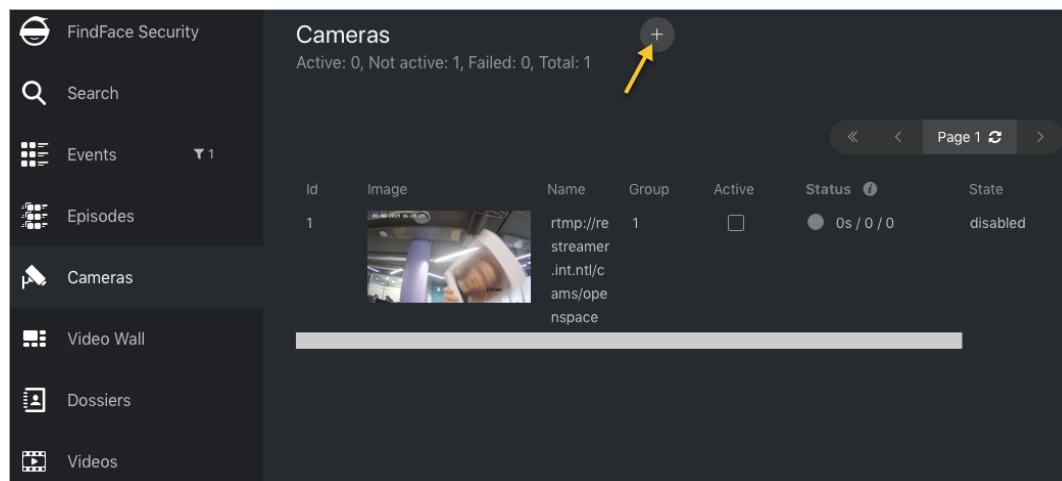 FindFace Security
Search
Events 1
Episodes
Cameras
Video Wall
Dossiers
Videos
Cameras
Active: 0, Not active: 1, Failed: 0, Total: 1
Page 1
Id Image Name Group Active Status State
1 rtmp://re 1 0s / 0 / 0 disabled
streamer
.int.ntl/c
ams/ope
nspace